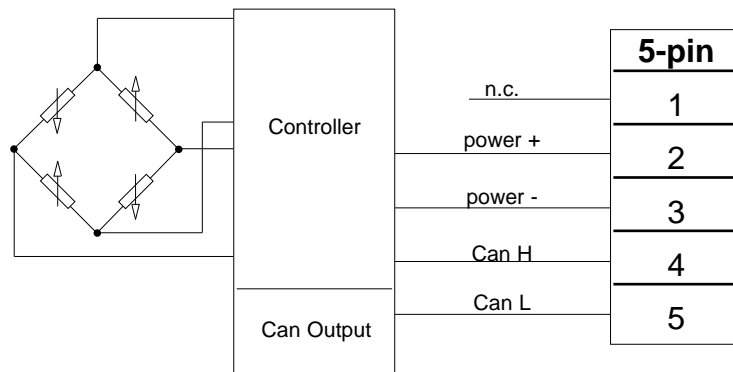 5-pin
n.c.
1
Controller
power +
2
power -
3
Can H
4
Can L
5
Can Output